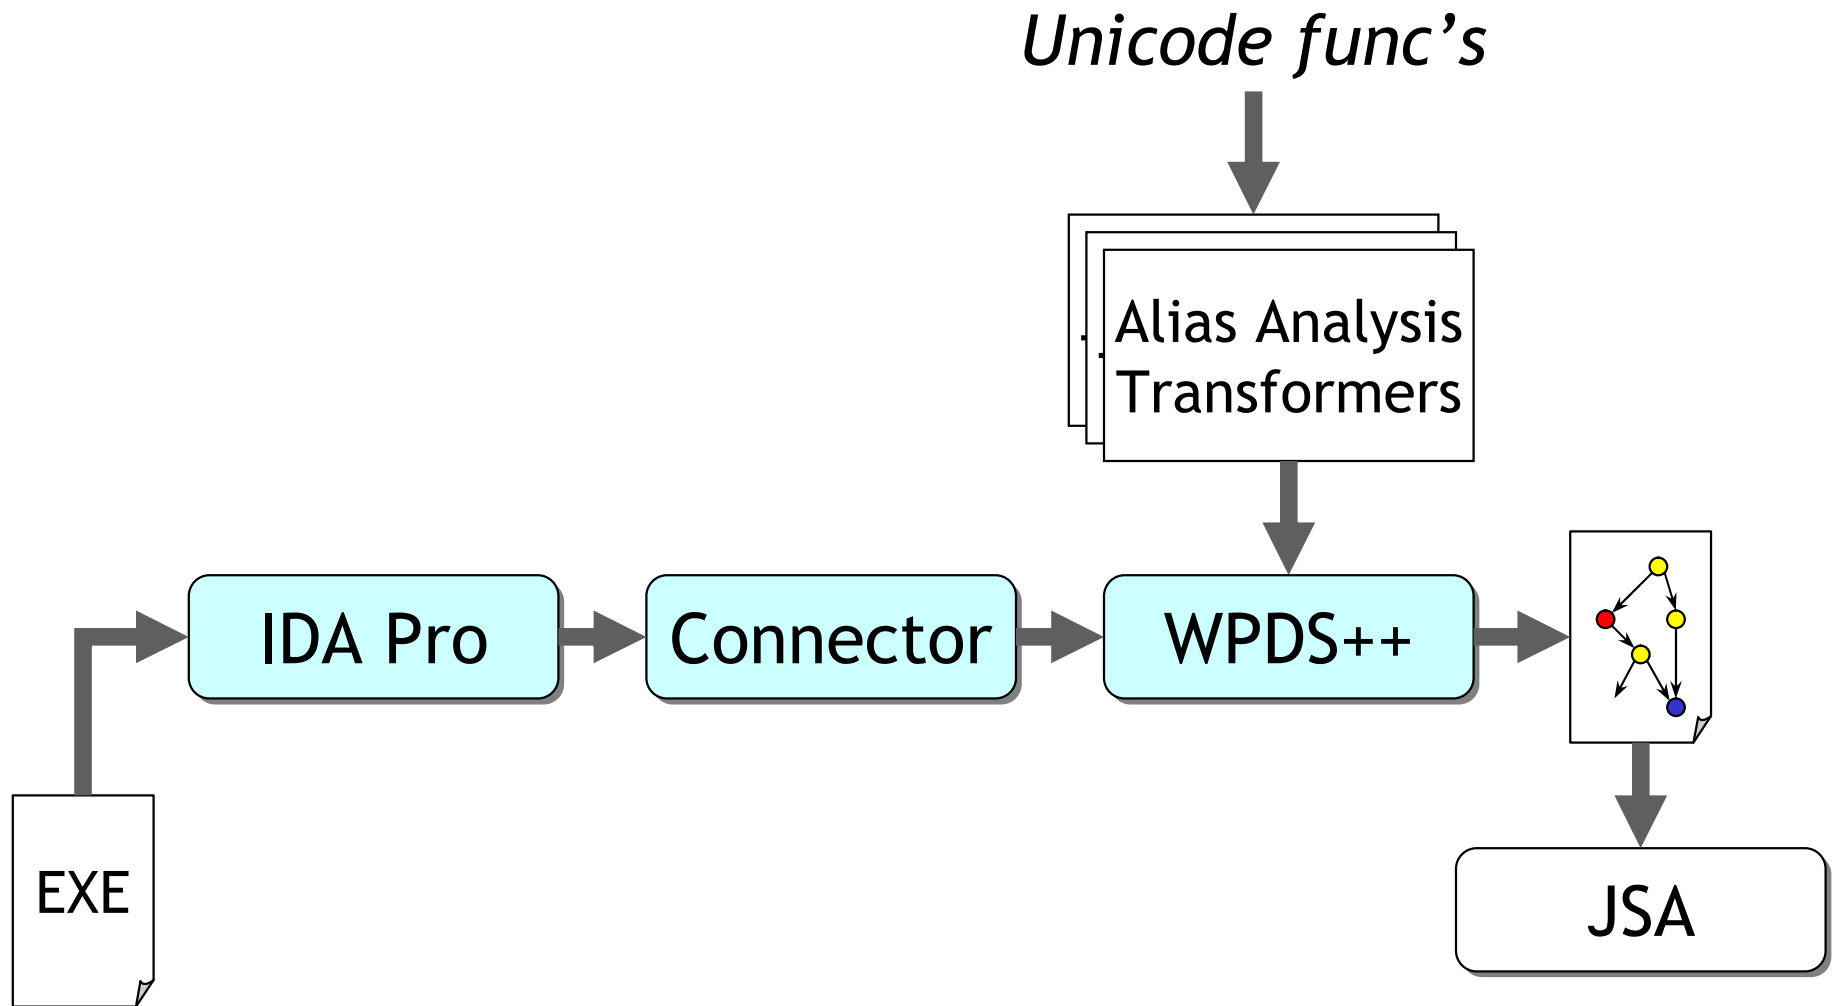 Unicode func's
Alias Analysis
Transformers
IDA Pro
Connector
WPDS++
EXE
JSA